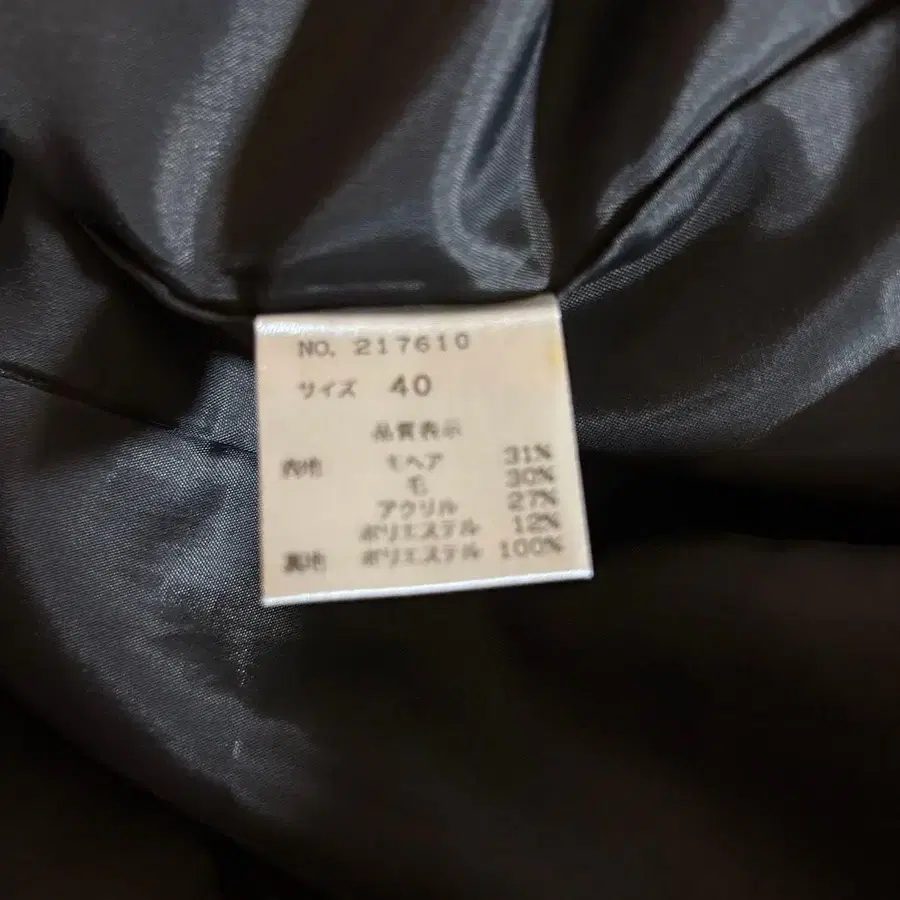 NO. 217610
サイズ 40
品質表示
表地 モヘア 31%
毛 30%
アクリル 27%
ポリエステル 12%
裏地 ポリエステル 100%